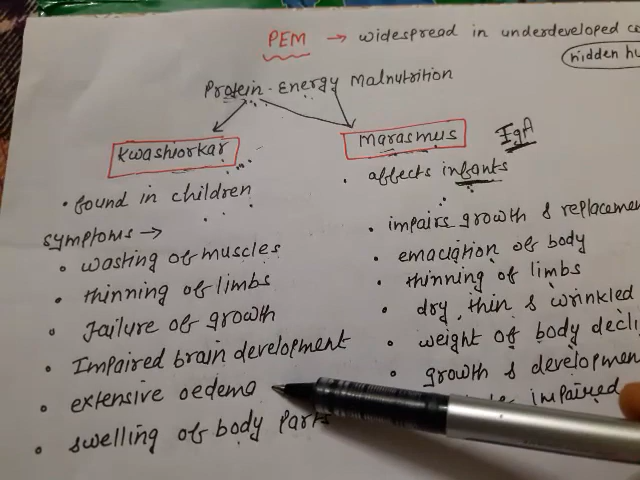 PEM → widespread in underdeveloped co
hidden hu
Protein-Energy Malnutrition
Kwashiorkar
Marasmus
IgA
• found in children
• affects infants
symptoms →
• wasting of muscles
• thinning of limbs
• Failure of growth
• Impaired brain development
• extensive oedema
• swelling of body parts
• impairs growth & replacemen
• emaciation of body
• thinning of limbs
• dry, thin & wrinkled
• weight of body decli
• growth & developmen
impaired